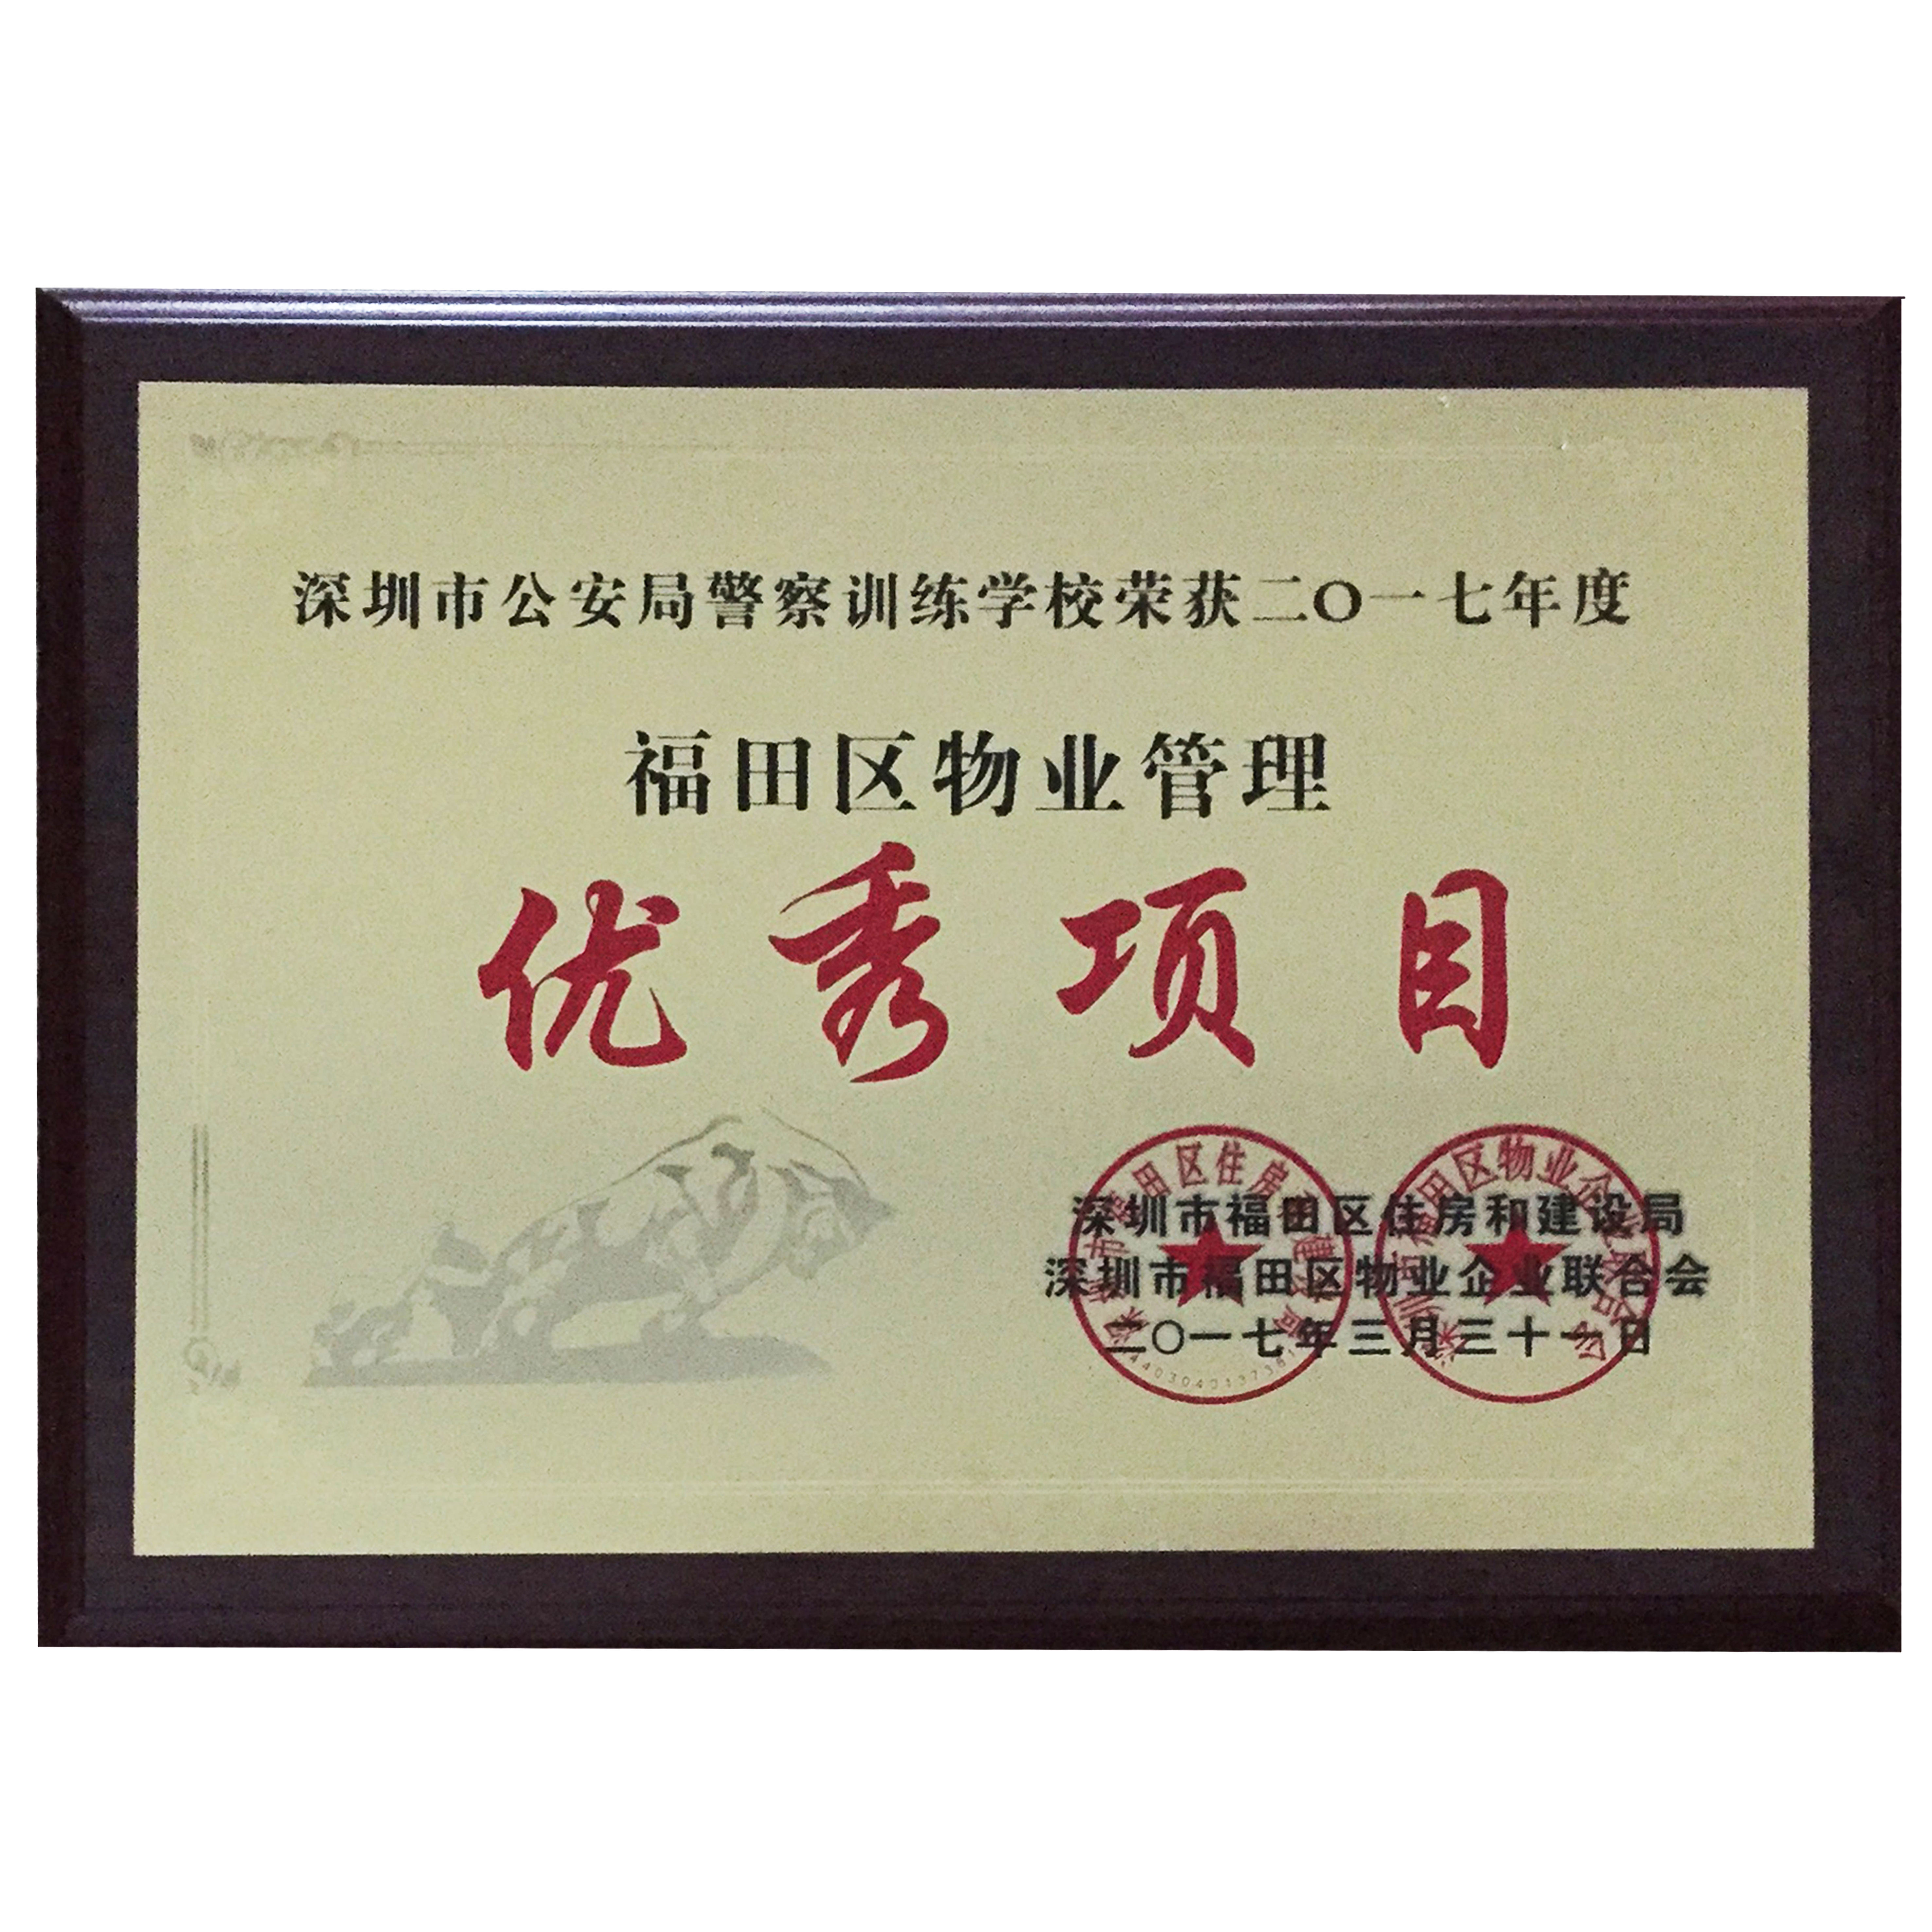 深圳市公安局警察训练学校荣获二〇一七年度
福田区物业管理
优秀项目
深圳市福田区住房和建设局
深圳市福田区物业企业联合会
二〇一七年三月三十一日